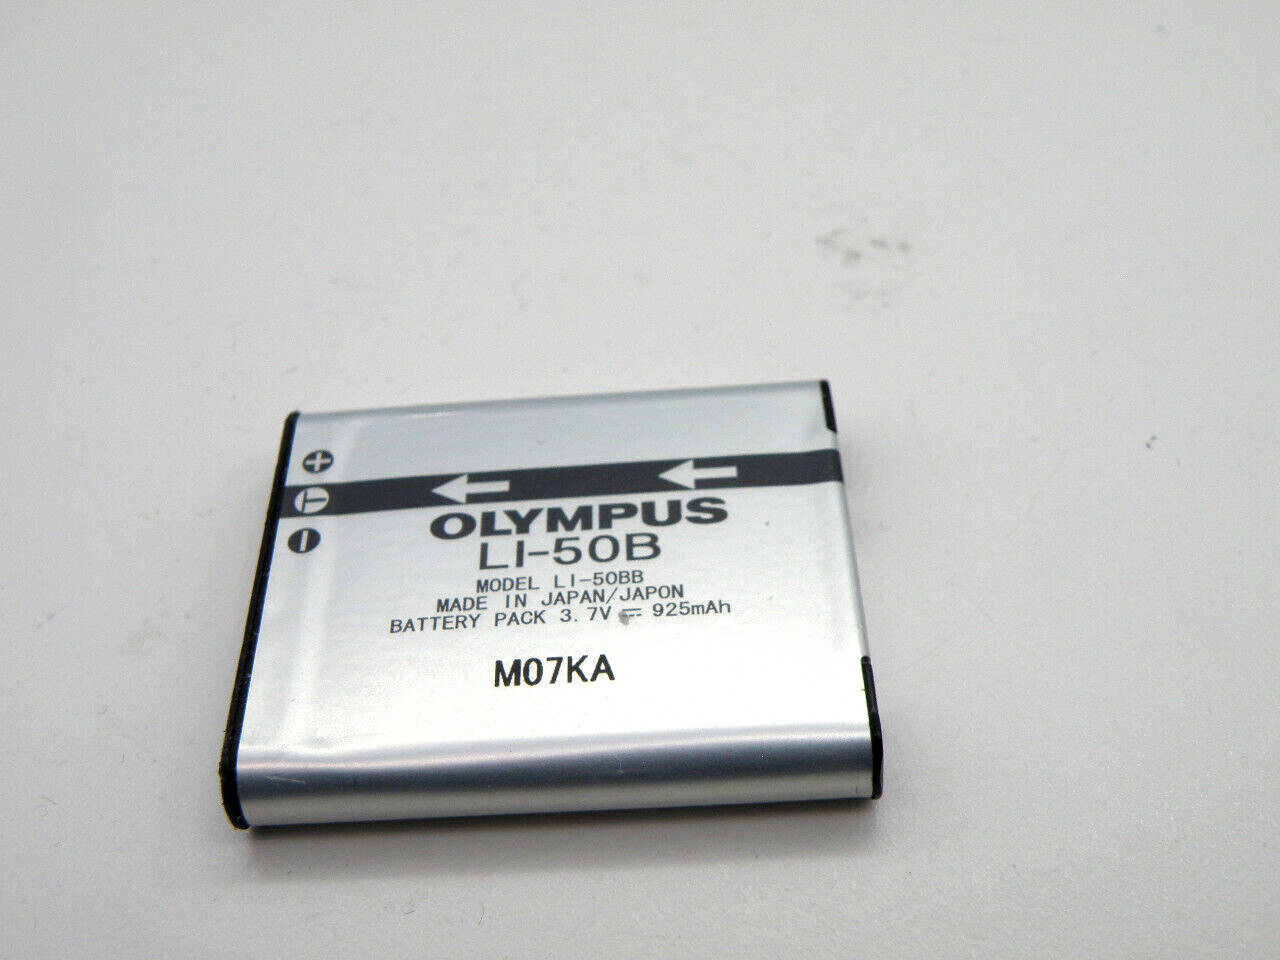 OLYMPUS
LI-50B
MODEL LI-50BB
MADE IN JAPAN/JAPON
BATTERY PACK 3.7V ⎓ 925mAh
M07KA
+
T
-